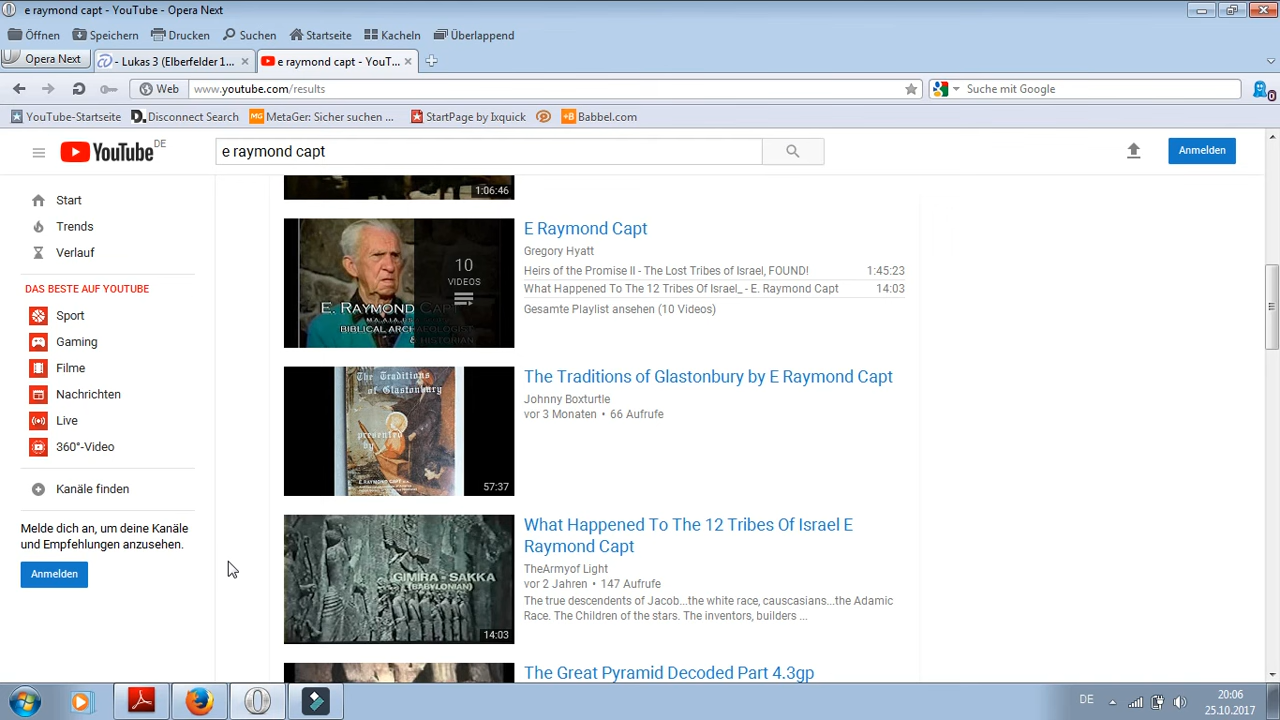 e raymond capt - YouTube - Opera Next
Öffnen Speichern Drucken Suchen Startseite Kacheln Überlappend
Opera Next - Lukas 3 (Elberfelder 1... e raymond capt - YouT...
Web www.youtube.com/results Suche mit Google 0
YouTube-Startseite Disconnect Search MetaGer: Sicher suchen ... StartPage by Ixquick Babbel.com
YouTube DE e raymond capt Anmelden
Start
Trends
Verlauf
DAS BESTE AUF YOUTUBE
Sport
Gaming
Filme
Nachrichten
Live
360°-Video
Kanäle finden
Melde dich an, um deine Kanäle
und Empfehlungen anzusehen.
Anmelden
1:06:46
10
VIDEOS
E. RAYMOND CAPT
BIBLICAL ARCHAEOLOGIST
& HISTORIAN
E Raymond Capt
Gregory Hyatt
Heirs of the Promise II - The Lost Tribes of Israel, FOUND! 1:45:23
What Happened To The 12 Tribes Of Israel_ - E. Raymond Capt 14:03
Gesamte Playlist ansehen (10 Videos)
The Traditions
of Glastonbury
presented
by
E. RAYMOND CAPT
57:37
The Traditions of Glastonbury by E Raymond Capt
Johnny Boxturtle
vor 3 Monaten • 66 Aufrufe
GIMIRA - SAKKA
(BABYLONIAN)
14:03
What Happened To The 12 Tribes Of Israel E
Raymond Capt
TheArmyof Light
vor 2 Jahren • 147 Aufrufe
The true descendents of Jacob...the white race, causcasians...the Adamic
Race. The Children of the stars. The inventors, builders ...
The Great Pyramid Decoded Part 4.3gp
DE 20:06
25.10.2017